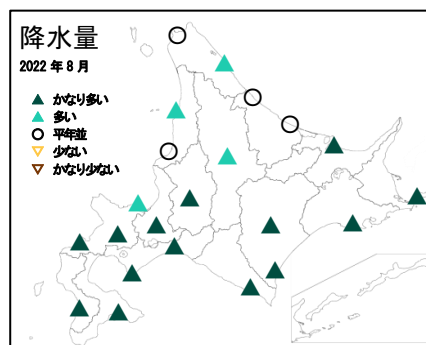 降水量
2022 年 8 月
かなり多い
多い
平年並
少ない
かなり少ない